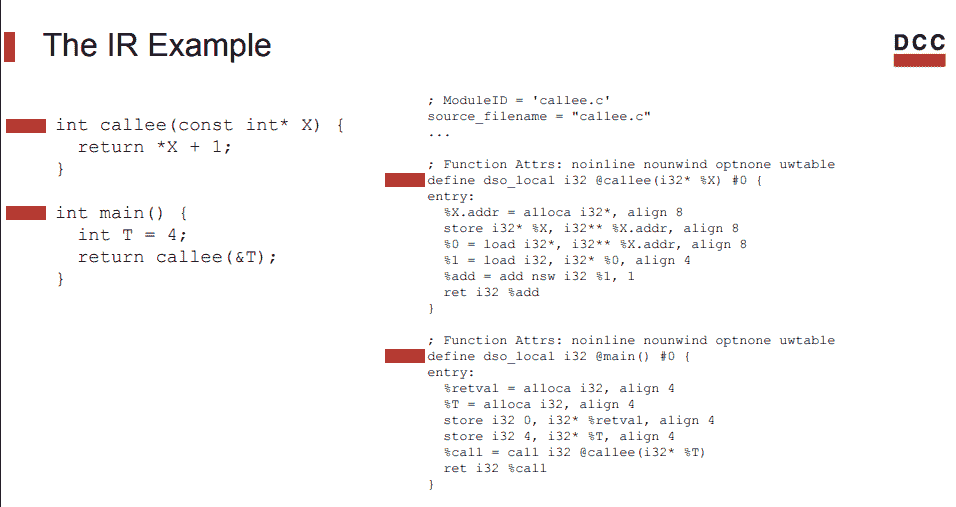 The IR Example
DCC
int callee(const int* X) {
  return *X + 1;
}
int main() {
  int T = 4;
  return callee(&T);
}
; ModuleID = 'callee.c'
source_filename = "callee.c"
...
; Function Attrs: noinline nounwind optnone uwtable
define dso_local i32 @callee(i32* %X) #0 {
entry:
  %X.addr = alloca i32*, align 8
  store i32* %X, i32** %X.addr, align 8
  %0 = load i32*, i32** %X.addr, align 8
  %1 = load i32, i32* %0, align 4
  %add = add nsw i32 %1, 1
  ret i32 %add
}
; Function Attrs: noinline nounwind optnone uwtable
define dso_local i32 @main() #0 {
entry:
  %retval = alloca i32, align 4
  %T = alloca i32, align 4
  store i32 0, i32* %retval, align 4
  store i32 4, i32* %T, align 4
  %call = call i32 @callee(i32* %T)
  ret i32 %call
}